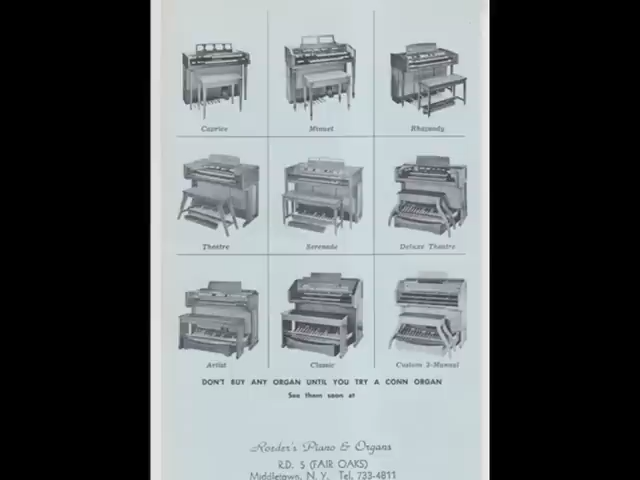 Caprice Minuet Rhapsody
Theatre Serenade Deluxe Theatre
Artist Classic Custom 3-Manual
DON'T BUY ANY ORGAN UNTIL YOU TRY A CONN ORGAN
See them soon at
Roeder's Piano & Organs
R.D. 5 (FAIR OAKS)
Middletown, N. Y. Tel. 733-4811